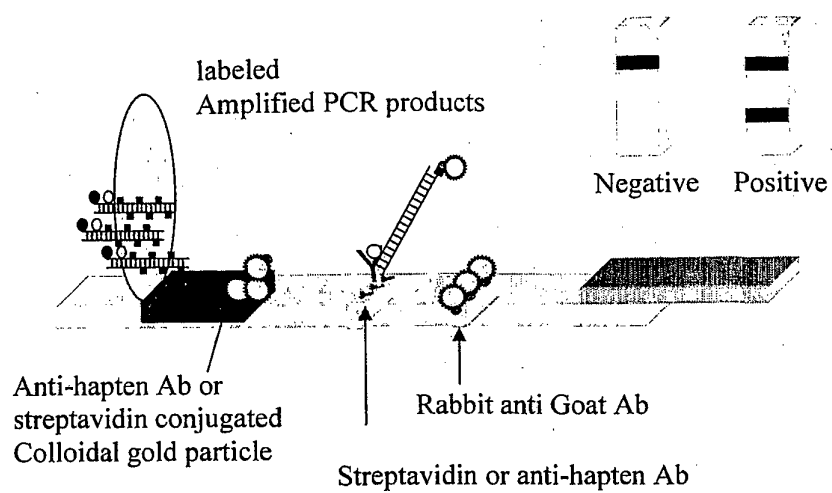 labeled
Amplified PCR products
Negative
Positive
Anti-hapten Ab or
streptavidin conjugated
Colloidal gold particle
Rabbit anti Goat Ab
Streptavidin or anti-hapten Ab